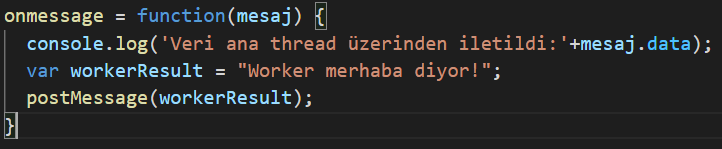 onmessage = function(mesaj) {
  console.log('Veri ana thread üzerinden iletildi:'+mesaj.data);
  var workerResult = "Worker merhaba diyor!";
  postMessage(workerResult);
}